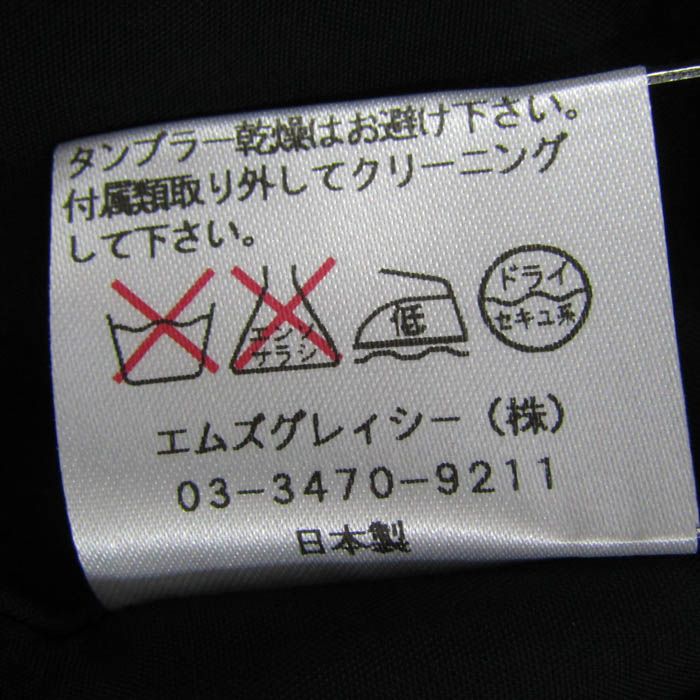 タンブラー乾燥はお避け下さい。
付属類取り外してクリーニング
して下さい。
エンソ
サラシ
低
ドライ
セキユ系
エムズグレイシー(株)
03-3470-9211
日本製